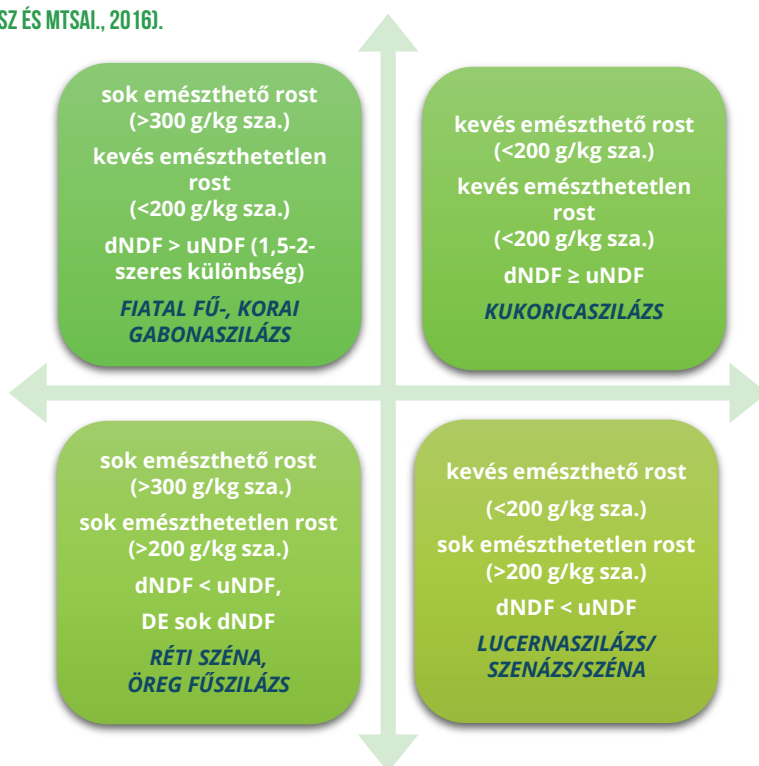 SZ ÉS MTSAI., 2016).
sok emészthető rost
(>300 g/kg sza.)
kevés emészthetetlen
rost
(<200 g/kg sza.)
dNDF > uNDF (1,5-2-
szeres különbség)
FIATAL FŰ-, KORAI
GABONASZILÁZS
kevés emészthető rost
(<200 g/kg sza.)
kevés emészthetetlen
rost
(<200 g/kg sza.)
dNDF ≥ uNDF
KUKORICASZILÁZS
sok emészthető rost
(>300 g/kg sza.)
sok emészthetetlen rost
(>200 g/kg sza.)
dNDF < uNDF,
DE sok dNDF
RÉTI SZÉNA,
ÖREG FŰSZILÁZS
kevés emészthető rost
(<200 g/kg sza.)
sok emészthetetlen rost
(>200 g/kg sza.)
dNDF < uNDF
LUCERNASZILÁZS/
SZENÁZS/SZÉNA